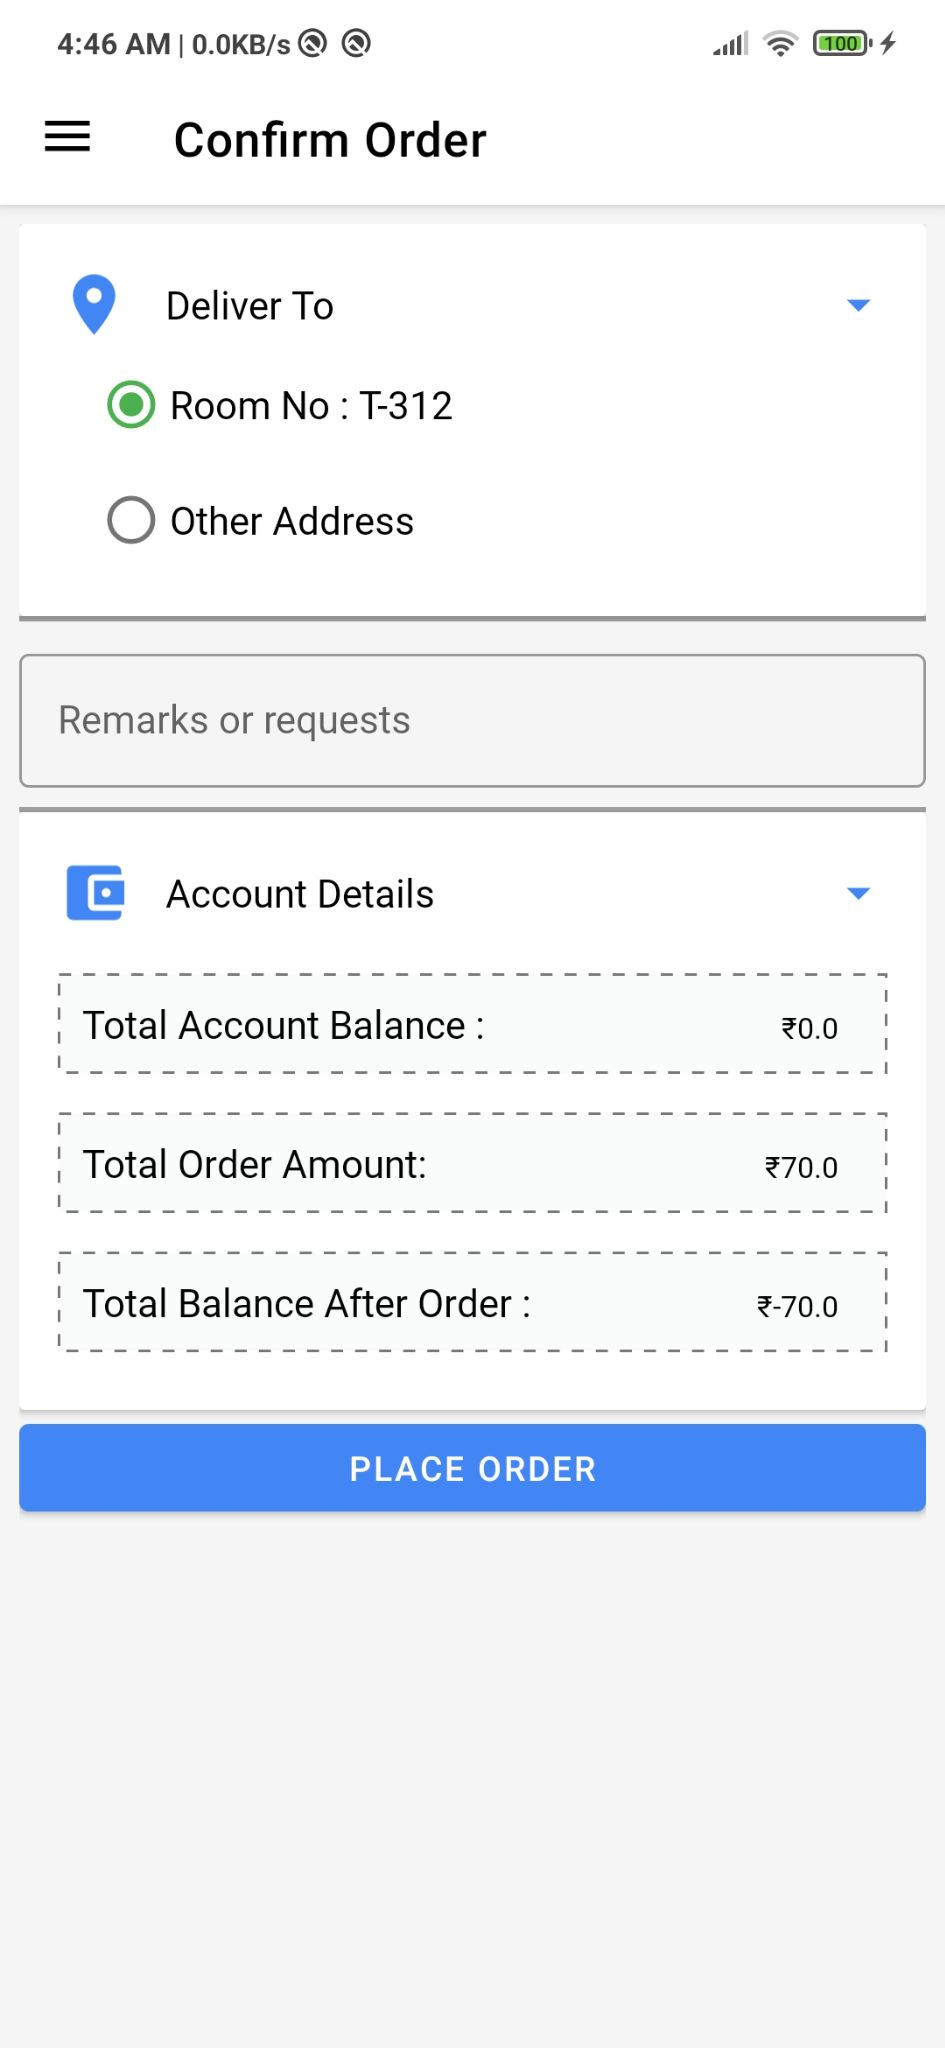 4:46 AM | 0.0KB/s 100
Confirm Order
Deliver To
Room No : T-312
Other Address
Remarks or requests
Account Details
Total Account Balance : ₹0.0
Total Order Amount: ₹70.0
Total Balance After Order : ₹-70.0
PLACE ORDER